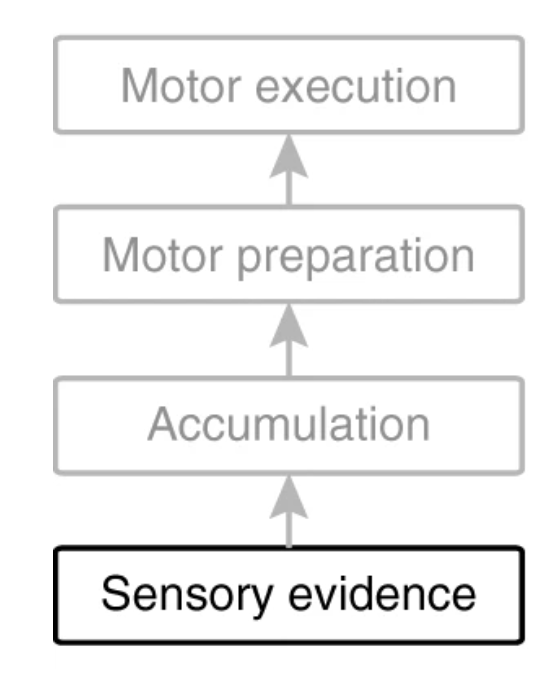 Motor execution
Motor preparation
Accumulation
Sensory evidence